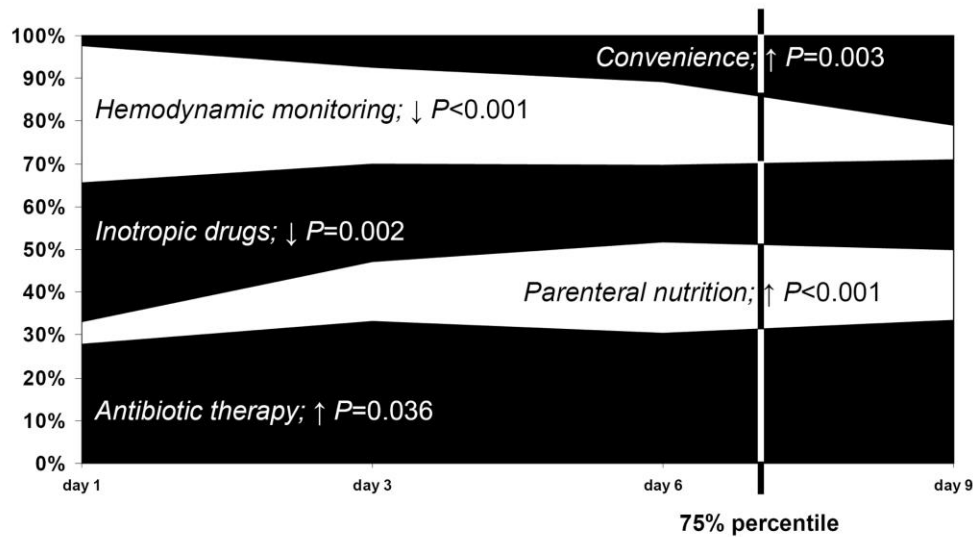 100%
Convenience; ↑ P=0.003
90%
Hemodynamic monitoring; ↓ P<0.001
80%
70%
60%
Inotropic drugs; ↓ P=0.002
50%
40%
Parenteral nutrition; ↑ P<0.001
30%
20%
Antibiotic therapy; ↑ P=0.036
10%
0%
day 1 day 3 day 6 day 9
75% percentile